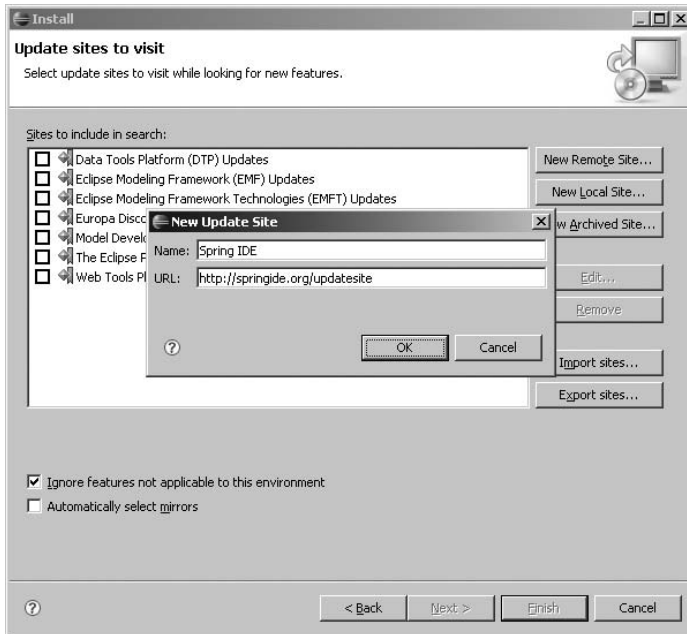 Install
Update sites to visit
Select update sites to visit while looking for new features.
Sites to include in search:
Data Tools Platform (DTP) Updates
Eclipse Modeling Framework (EMF) Updates
Eclipse Modeling Framework Technologies (EMFT) Updates
Europa Disco
Model Develo
The Eclipse P
Web Tools Pl
New Remote Site...
New Local Site...
w Archived Site...
Edit...
Remove
Import sites...
Export sites...
New Update Site
Name: Spring IDE
URL: http://springide.org/updatesite
OK Cancel
Ignore features not applicable to this environment
Automatically select mirrors
< Back Next > Finish Cancel